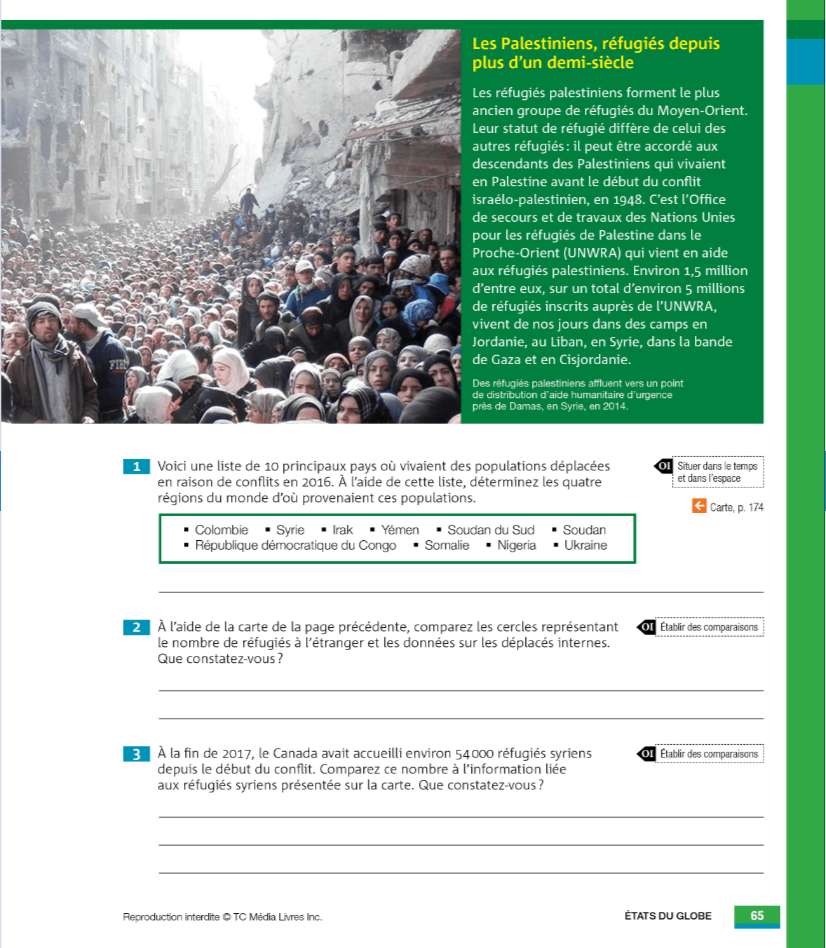 Les Palestiniens, réfugiés depuis
plus d'un demi-siècle
Les réfugiés palestiniens forment le plus
ancien groupe de réfugiés du Moyen-Orient.
Leur statut de réfugié diffère de celui des
autres réfugiés : il peut être accordé aux
descendants des Palestiniens qui vivaient
en Palestine avant le début du conflit
israélo-palestinien, en 1948. C'est l'Office
de secours et de travaux des Nations Unies
pour les réfugiés de Palestine dans le
Proche-Orient (UNWRA) qui vient en aide
aux réfugiés palestiniens. Environ 1,5 million
d'entre eux, sur un total d'environ 5 millions
de réfugiés inscrits auprès de l'UNWRA,
vivent de nos jours dans des camps en
Jordanie, au Liban, en Syrie, dans la bande
de Gaza et en Cisjordanie.
Des réfugiés palestiniens affluent vers un point
de distribution d'aide humanitaire d'urgence
près de Damas, en Syrie, en 2014.
FIRE
1 Voici une liste de 10 principaux pays où vivaient des populations déplacées
en raison de conflits en 2016. À l'aide de cette liste, déterminez les quatre
régions du monde d'où provenaient ces populations.
OI Situer dans le temps
et dans l'espace
Carte, p. 174
▪ Colombie ▪ Syrie ▪ Irak ▪ Yémen ▪ Soudan du Sud ▪ Soudan
▪ République démocratique du Congo ▪ Somalie ▪ Nigeria ▪ Ukraine
2 À l'aide de la carte de la page précédente, comparez les cercles représentant
le nombre de réfugiés à l'étranger et les données sur les déplacés internes.
Que constatez-vous ?
OI Établir des comparaisons
3 À la fin de 2017, le Canada avait accueilli environ 54 000 réfugiés syriens
depuis le début du conflit. Comparez ce nombre à l'information liée
aux réfugiés syriens présentée sur la carte. Que constatez-vous ?
OI Établir des comparaisons
Reproduction interdite © TC Média Livres Inc.
ÉTATS DU GLOBE 65